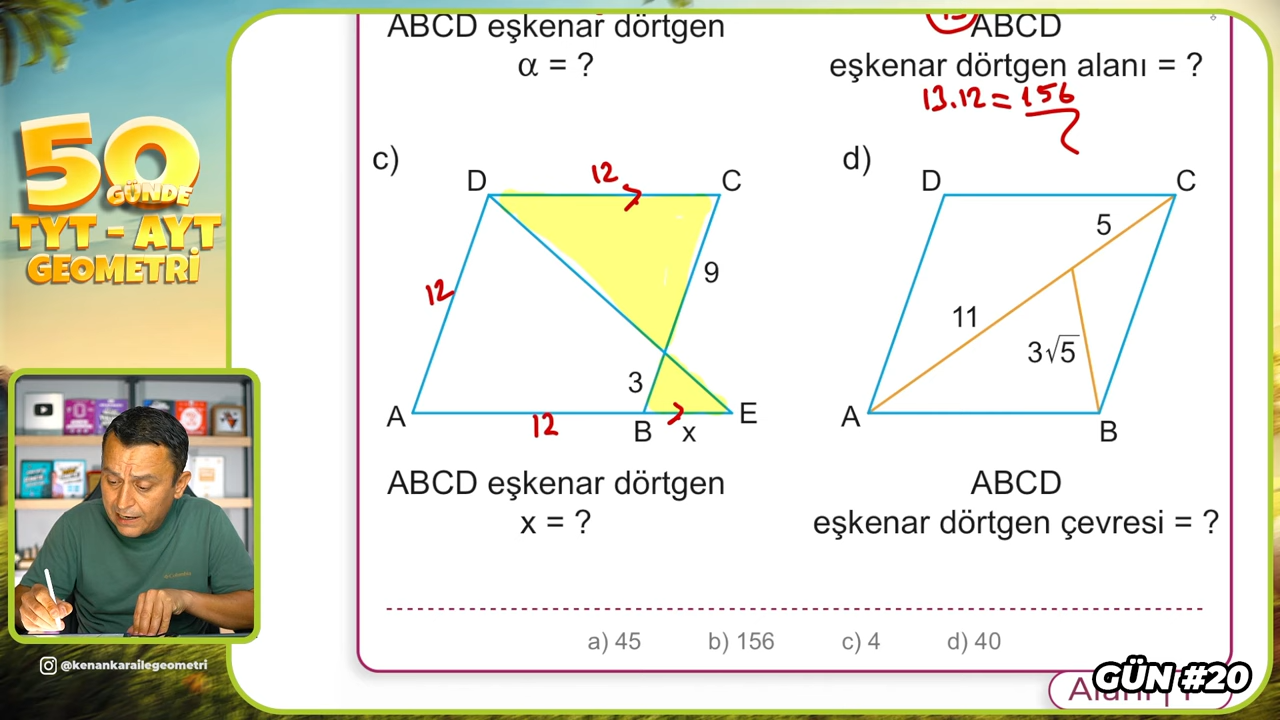 50
GÜNDE
TYT - AYT
GEOMETRİ
@kenankarailegeometri
ABCD eşkenar dörtgen
α = ?
ABCD
eşkenar dörtgen alanı = ?
13.12 = 156
c)
D
12
C
12
9
3
A
12
B
x
E
ABCD eşkenar dörtgen
x = ?
d)
D
C
5
11
3√5
A
B
ABCD
eşkenar dörtgen çevresi = ?
a) 45 b) 156 c) 4 d) 40
GÜN #20